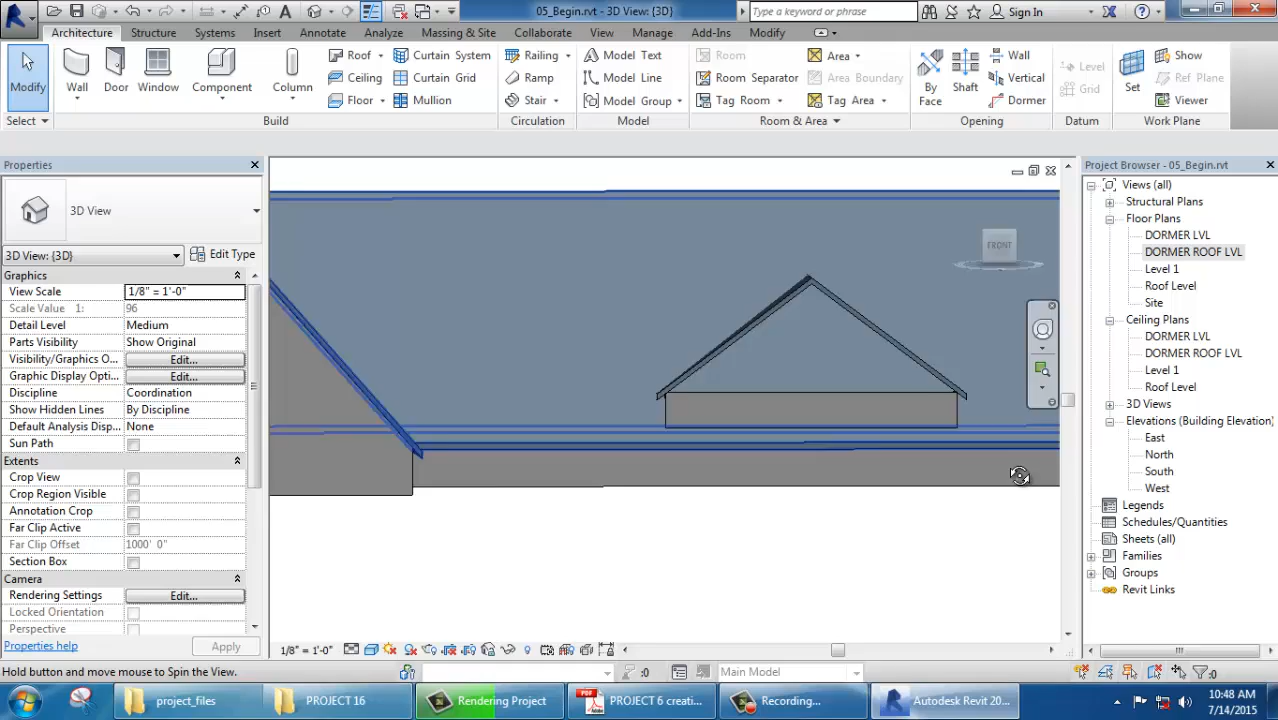 05_Begin.rvt - 3D View: {3D}
Type a keyword or phrase
Sign In
Architecture Structure Systems Insert Annotate Analyze Massing & Site Collaborate View Manage Add-Ins Modify
Modify
Wall
Door
Window
Component
Column
Roof
Ceiling
Floor
Curtain System
Curtain Grid
Mullion
Railing
Ramp
Stair
Model Text
Model Line
Model Group
Room
Room Separator
Tag Room
Area
Area Boundary
Tag Area
By Face
Shaft
Wall
Vertical
Dormer
Level
Grid
Set
Show
Ref Plane
Viewer
Select
Build
Circulation
Model
Room & Area
Opening
Datum
Work Plane
Properties
3D View
3D View: {3D}
Edit Type
Graphics
View Scale 1/8" = 1'-0"
Scale Value 1: 96
Detail Level Medium
Parts Visibility Show Original
Visibility/Graphics O... Edit...
Graphic Display Opti... Edit...
Discipline Coordination
Show Hidden Lines By Discipline
Default Analysis Disp... None
Sun Path
Extents
Crop View
Crop Region Visible
Annotation Crop
Far Clip Active
Far Clip Offset 1000' 0"
Section Box
Camera
Rendering Settings Edit...
Locked Orientation
Perspective
Properties help
Apply
FRONT
1/8" = 1'-0"
Project Browser - 05_Begin.rvt
Views (all)
Structural Plans
Floor Plans
DORMER LVL
DORMER ROOF LVL
Level 1
Roof Level
Site
Ceiling Plans
DORMER LVL
DORMER ROOF LVL
Level 1
Roof Level
3D Views
Elevations (Building Elevation)
East
North
South
West
Legends
Schedules/Quantities
Sheets (all)
Families
Groups
Revit Links
Hold button and move mouse to Spin the View.
:0
Main Model
:0
project_files
PROJECT 16
Rendering Project
PROJECT 6 creati...
Recording...
Autodesk Revit 20...
10:48 AM
7/14/2015